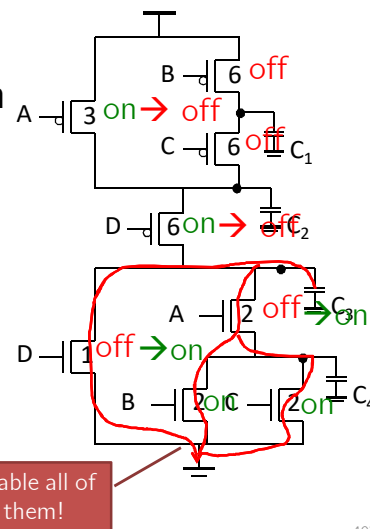 n
B 6 off
A 3 on → off
C 6 off C₁
D 6 on → off C₂
A 2 off → on C₃
D 1 off → on
B 2 on C 2 on C₄
able all of
them!